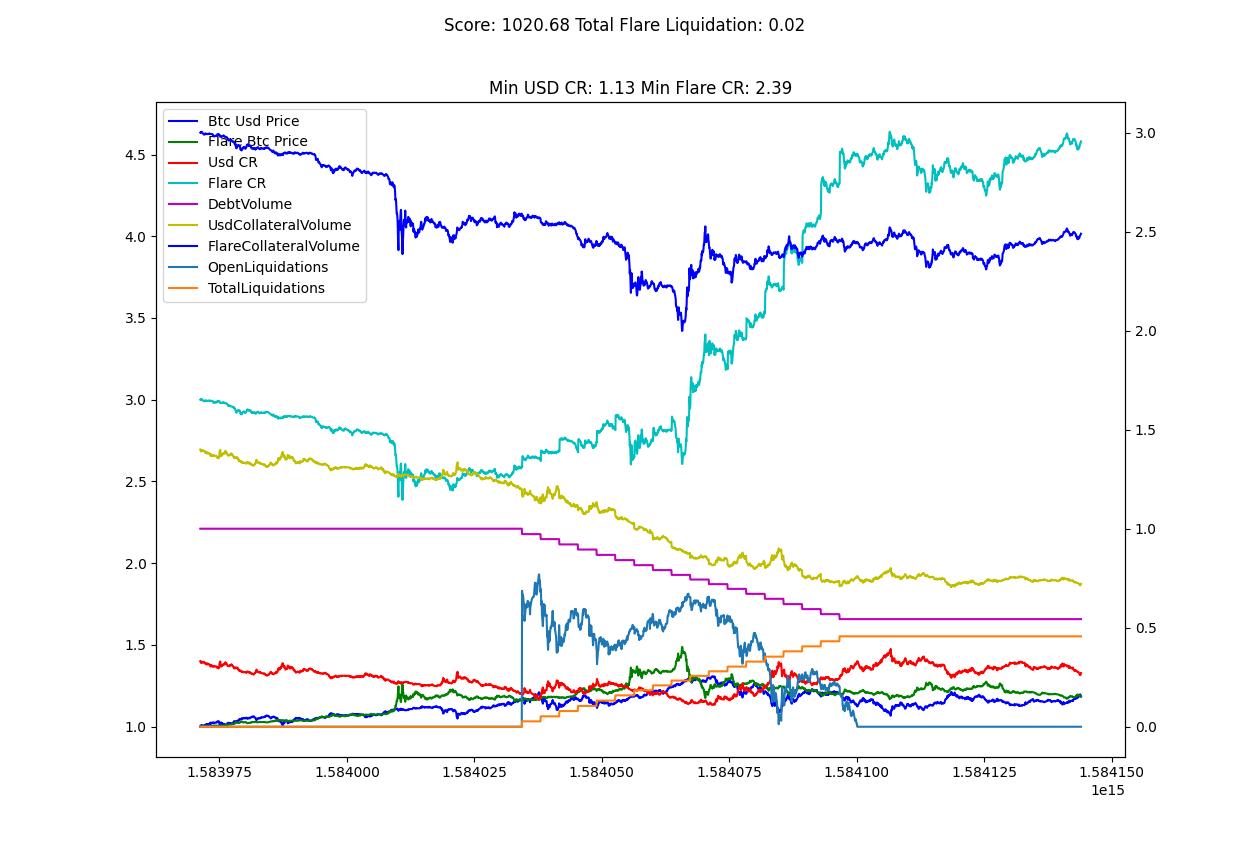 Score: 1020.68 Total Flare Liquidation: 0.02
Min USD CR: 1.13 Min Flare CR: 2.39
Btc Usd Price
Flare Btc Price
Usd CR
Flare CR
DebtVolume
UsdCollateralVolume
FlareCollateralVolume
OpenLiquidations
TotalLiquidations
4.5
4.0
3.5
3.0
2.5
2.0
1.5
1.0
3.0
2.5
2.0
1.5
1.0
0.5
0.0
1.583975 1.584000 1.584025 1.584050 1.584075 1.584100 1.584125 1.584150
1e15